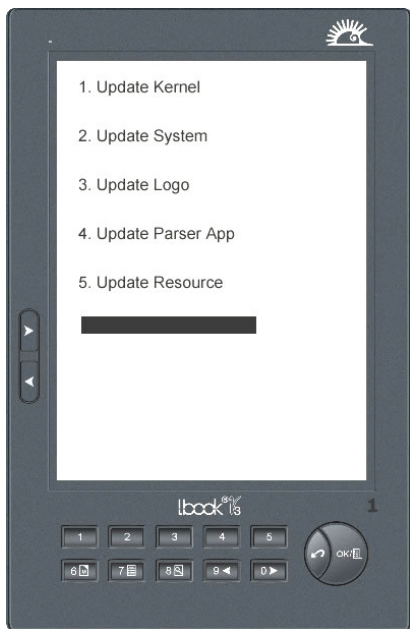 1. Update Kernel
2. Update System
3. Update Logo
4. Update Parser App
5. Update Resource
lbook eReader V3
1
1 2 3 4 5
6 7 8 9 0
OK/